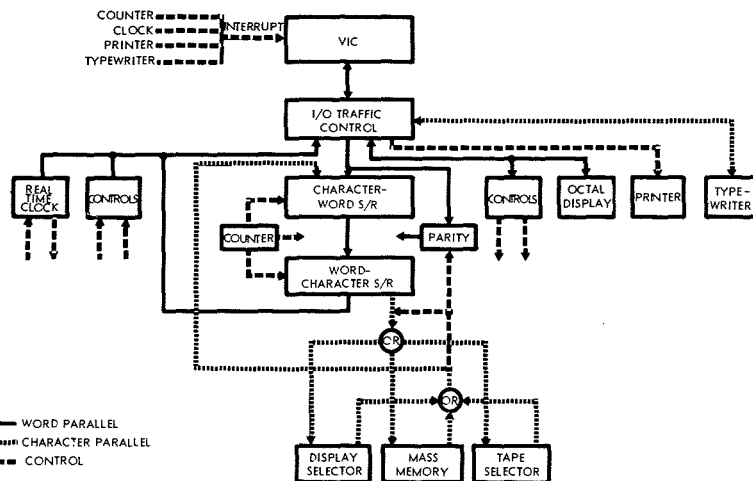 COUNTER
CLOCK
PRINTER
TYPEWRITER
INTERRUPT
VIC
I/O TRAFFIC
CONTROL
REAL
TIME
CLOCK
CONTROLS
CHARACTER-
WORD S/R
CONTROLS
OCTAL
DISPLAY
PRINTER
TYPE-
WRITER
COUNTER
PARITY
WORD-
CHARACTER S/R
OR
OR
WORD PARALLEL
CHARACTER PARALLEL
CONTROL
DISPLAY
SELECTOR
MASS
MEMORY
TAPE
SELECTOR